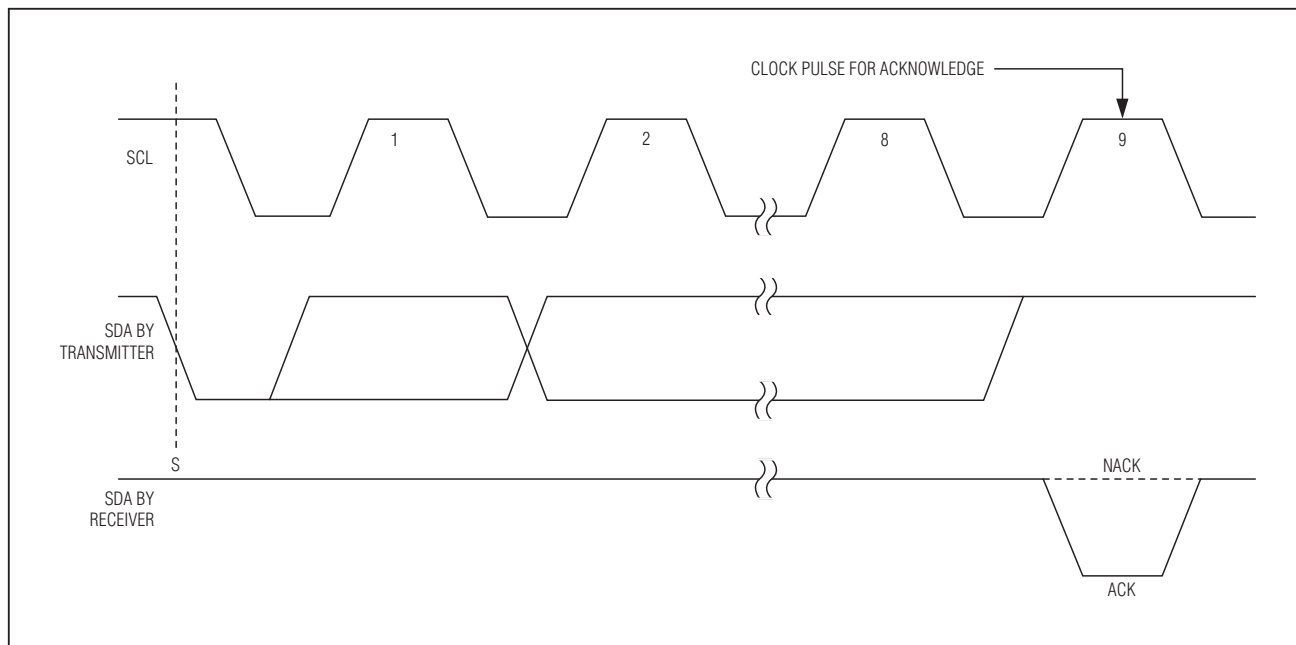 CLOCK PULSE FOR ACKNOWLEDGE
SCL
1
2
8
9
SDA BY
TRANSMITTER
S
SDA BY
RECEIVER
NACK
ACK